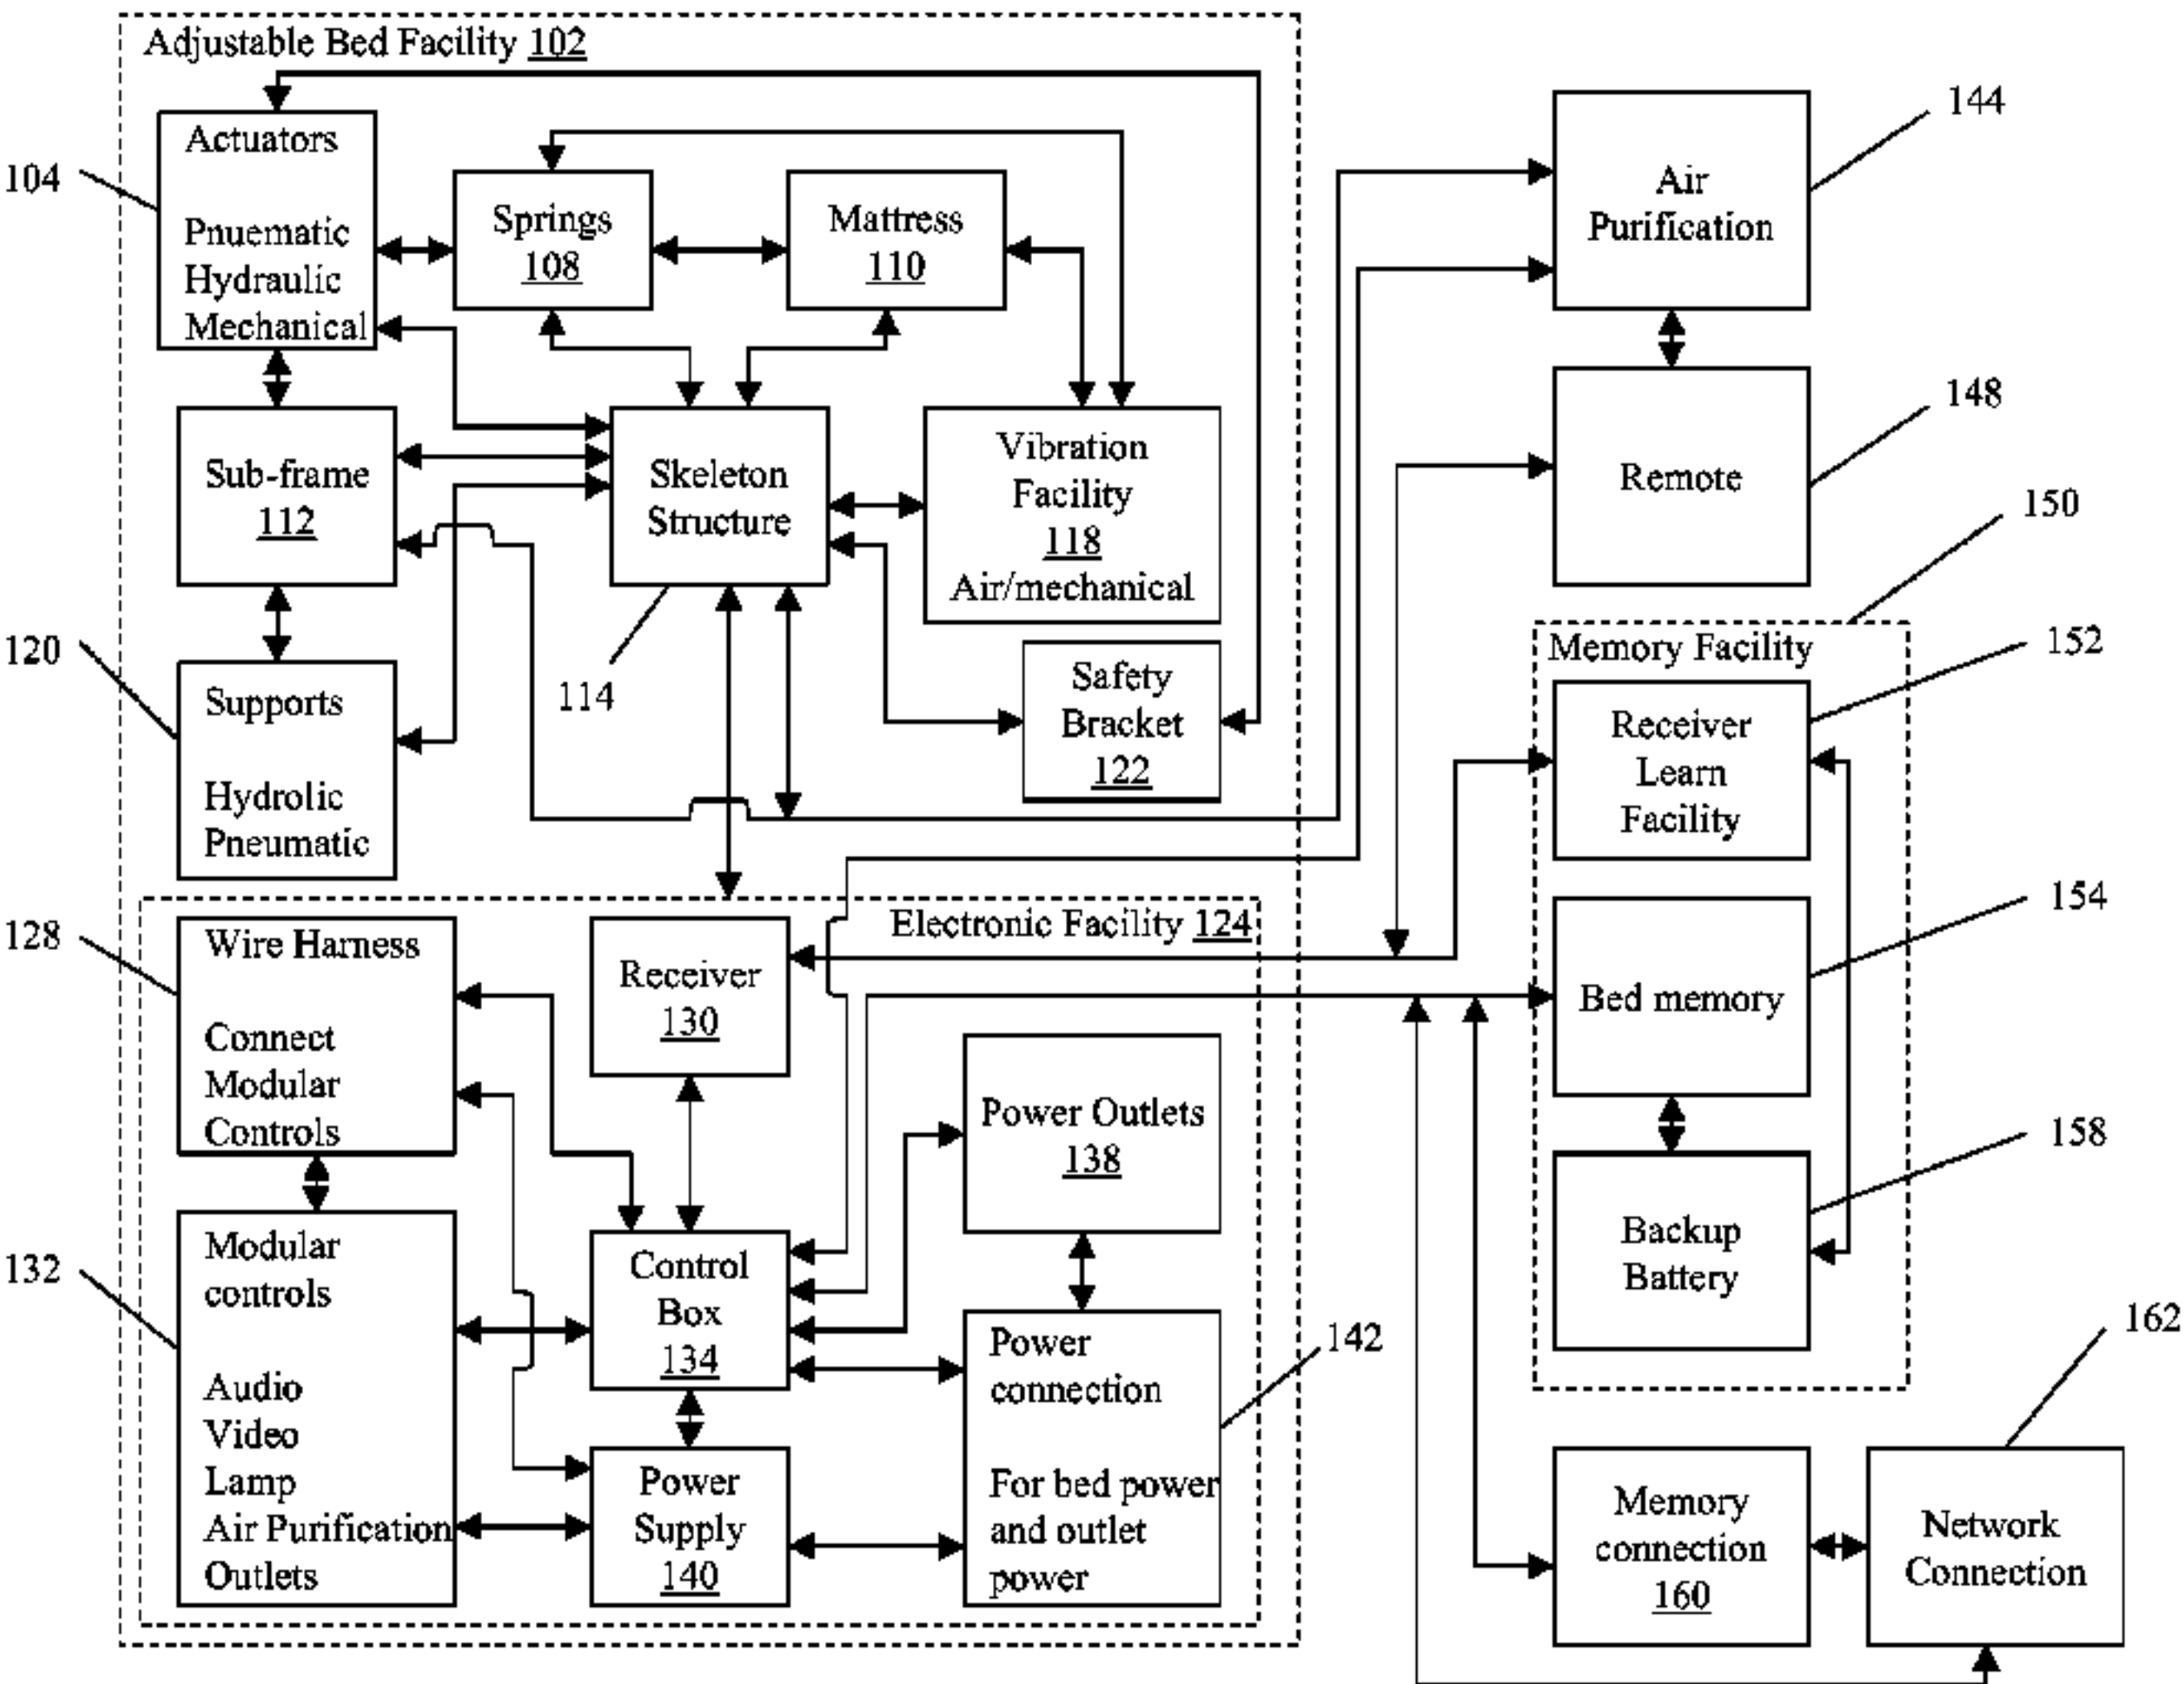 Adjustable Bed Facility 102
Actuators
Pnuematic
Hydraulic
Mechanical
104
Springs
108
Mattress
110
Air
Purification
144
Sub-frame
112
Skeleton
Structure
114
Vibration
Facility
118
Air/mechanical
Remote
148
150
120
Supports
Hydrolic
Pneumatic
Safety
Bracket
122
Memory Facility
Receiver
Learn
Facility
152
Electronic Facility 124
128
Wire Harness
Connect
Modular
Controls
Receiver
130
Bed memory
154
Power Outlets
138
Backup
Battery
158
132
Modular
controls
Audio
Video
Lamp
Air Purification
Outlets
Control
Box
134
Power
connection
For bed power
and outlet
power
142
Power
Supply
140
Memory
connection
160
Network
Connection
162